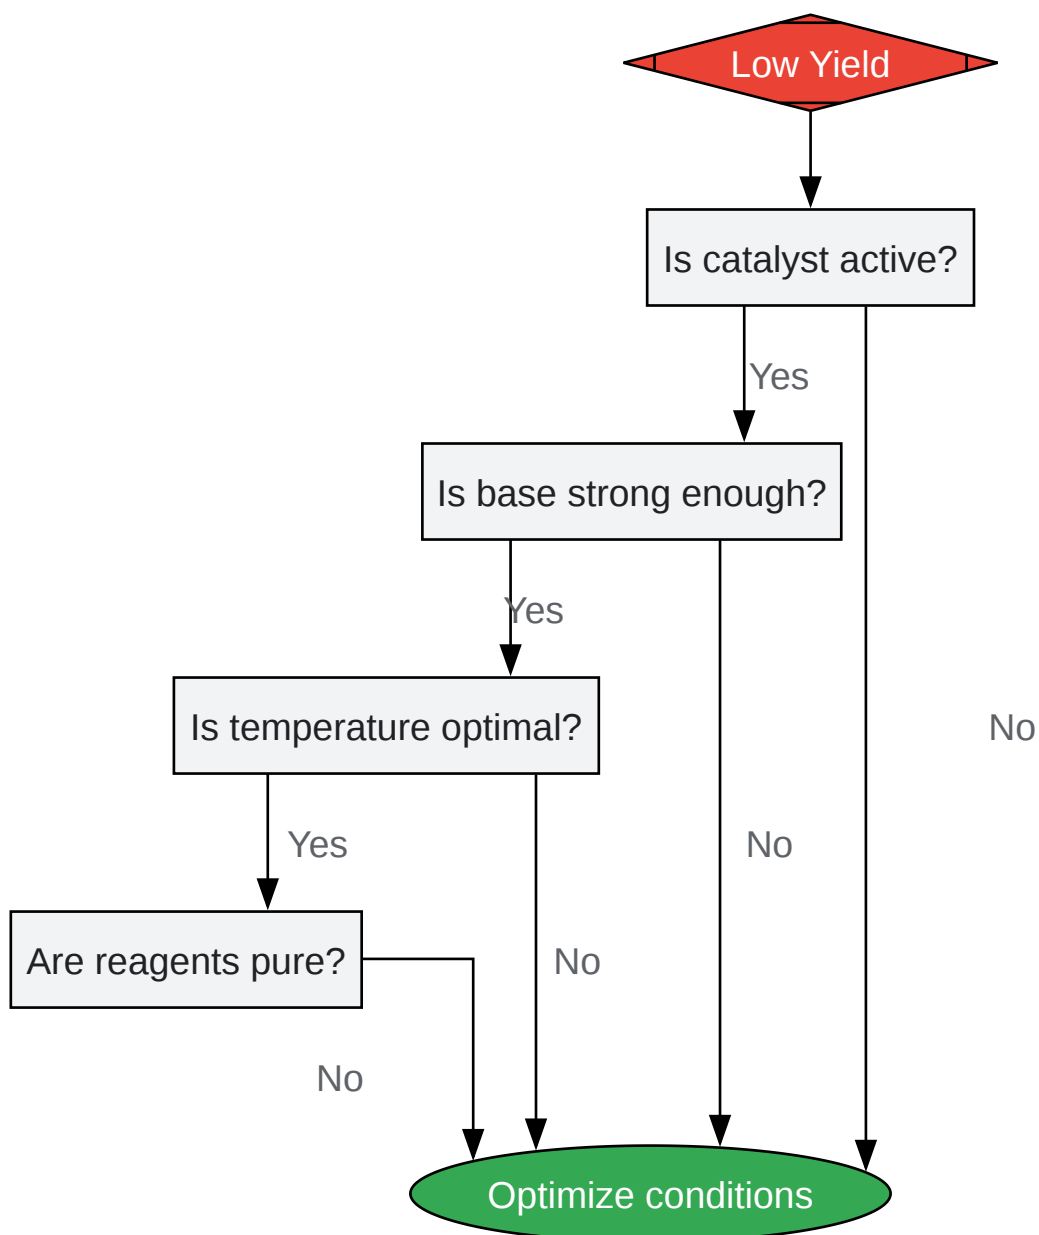 Low Yield
Is catalyst active?
Yes
Is base strong enough?
Yes
Is temperature optimal?
No
Yes
No
Are reagents pure?
No
No
Optimize conditions